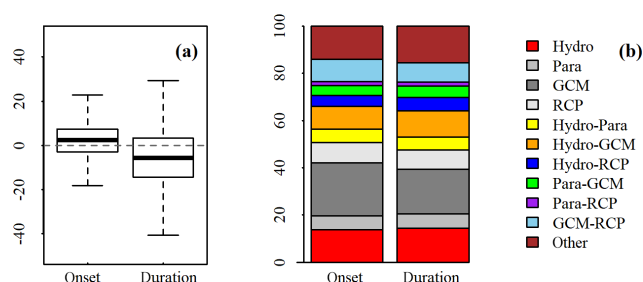 (a)
40
20
0
-20
-40
Onset Duration
(b)
100
80
60
40
20
0
Onset Duration
Hydro
Para
GCM
RCP
Hydro-Para
Hydro-GCM
Hydro-RCP
Para-GCM
Para-RCP
GCM-RCP
Other